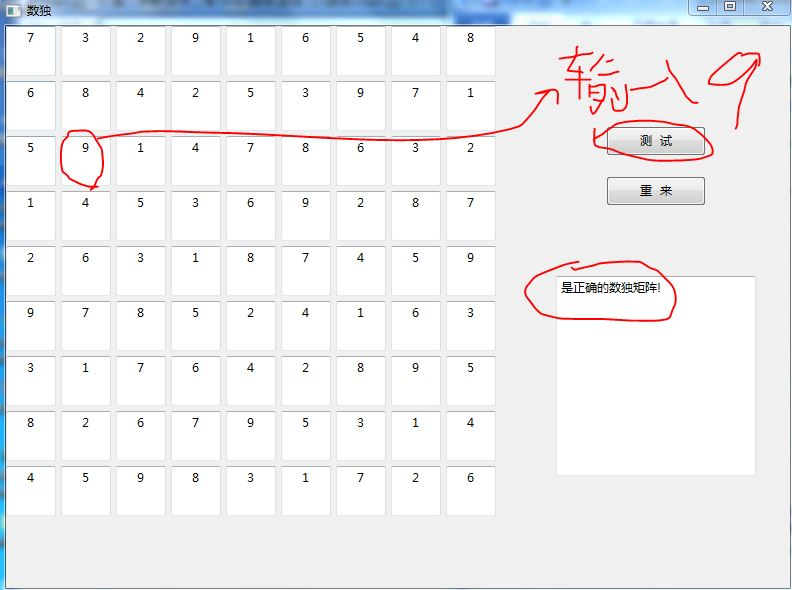 数独
7 3 2 9 1 6 5 4 8
6 8 4 2 5 3 9 7 1
输入9
5 9 1 4 7 8 6 3 2
测 试
1 4 5 3 6 9 2 8 7
重 来
2 6 3 1 8 7 4 5 9
是正确的数独矩阵!
9 7 8 5 2 4 1 6 3
3 1 7 6 4 2 8 9 5
8 2 6 7 9 5 3 1 4
4 5 9 8 3 1 7 2 6